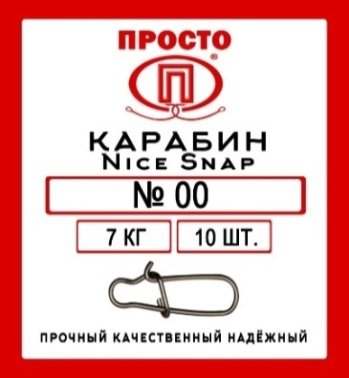 ПРОСТО
П
®
КАРАБИН
NICE SNAP
№ 00
7 КГ
10 ШТ.
ПРОЧНЫЙ КАЧЕСТВЕННЫЙ НАДЁЖНЫЙ